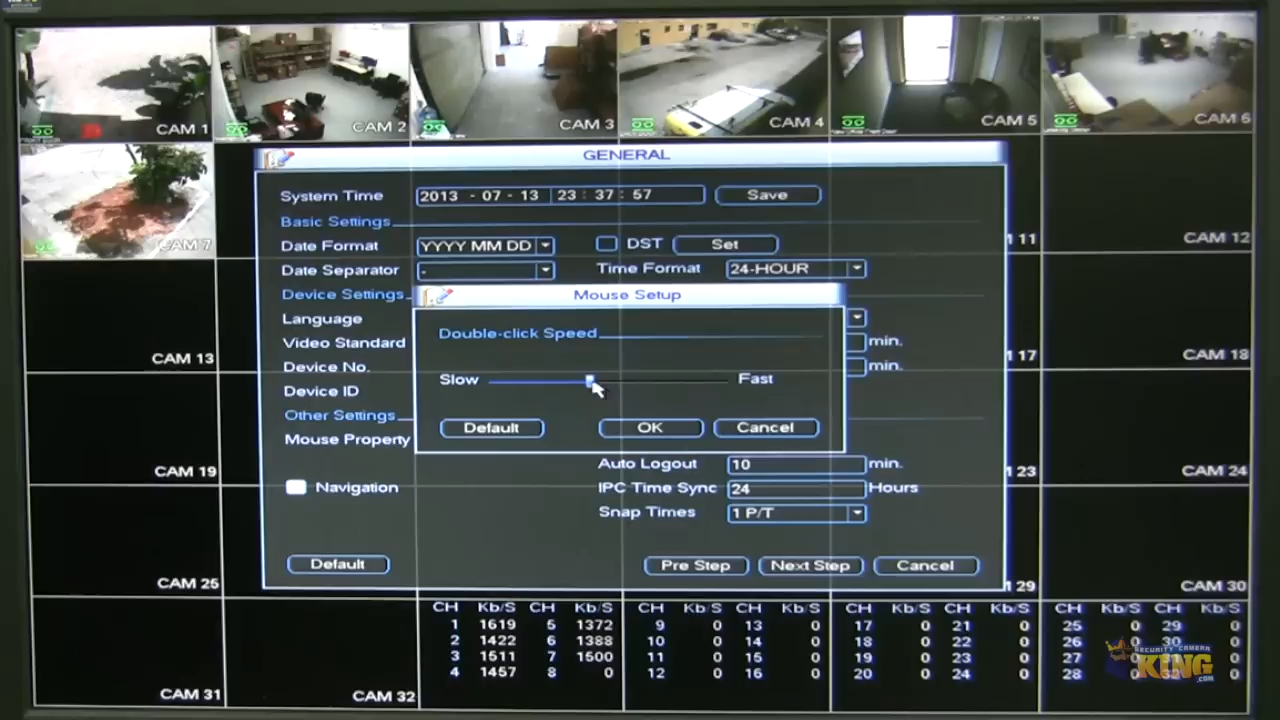 CAM 1
CAM 2
CAM 3
CAM 4
CAM 5
CAM 6
CAM 7
GENERAL
System Time 2013 - 07 - 13 23 : 37 : 57 Save
Basic Settings
Date Format YYYY MM DD DST Set
Date Separator - Time Format 24-HOUR
Device Settings
Mouse Setup
Language
Double-click Speed
Video Standard min.
Device No. min.
Slow Fast
Device ID
Other Settings
Default OK Cancel
Mouse Property
Auto Logout 10 min.
Navigation IPC Time Sync 24 Hours
Snap Times 1 P/T
Default Pre Step Next Step Cancel
11
CAM 12
CAM 13
17
CAM 18
CAM 19
23
CAM 24
CAM 25
29
CAM 30
CAM 31
CAM 32
CH Kb/S CH Kb/S CH Kb/S CH Kb/S CH Kb/S CH Kb/S CH Kb/S CH Kb/S
1 1619 5 1372 9 0 13 0 17 0 21 0 25 0 29 0
2 1422 6 1388 10 0 14 0 18 0 22 0 26 0 30 0
3 1511 7 1500 11 0 15 0 19 0 23 0 27 0
4 1457 8 0 12 0 16 0 20 0 24 0 28 0
SECURITY CAMERA
KING
.COM